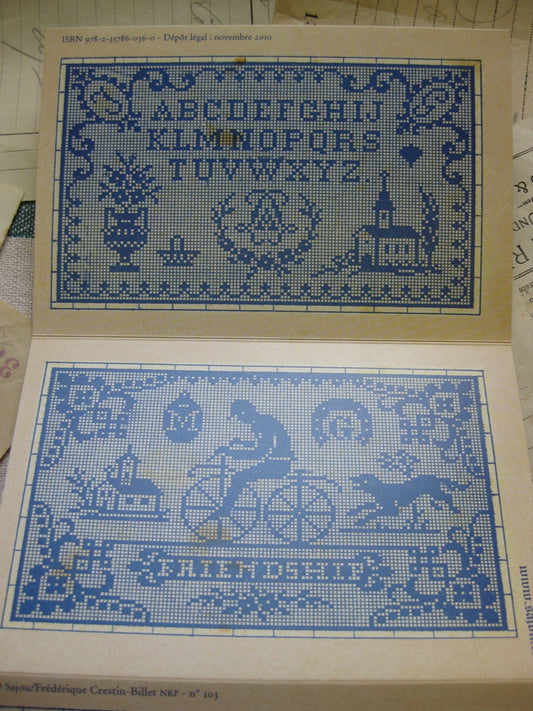 ISBN 978-2-35786-036-0 - Dépôt légal : novembre 2010
ABCDEFGHIJ
KLMNOPQRS
TUVWXYZ.
M
FRIENDSHIP
Sajou/Frédérique Crestin-Billet NRP - n° 103
www.